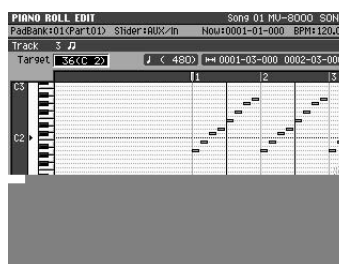 PIANO ROLL EDIT Song 01 MV-8000 SON
PadBank:01(Part01) Slider:AUX/In Now:0001-01-000 BPM:120.0
Track 3
Target 36(C 2) ( 480) 0001-03-000 0002-03-00
1 2 3
C3
C2